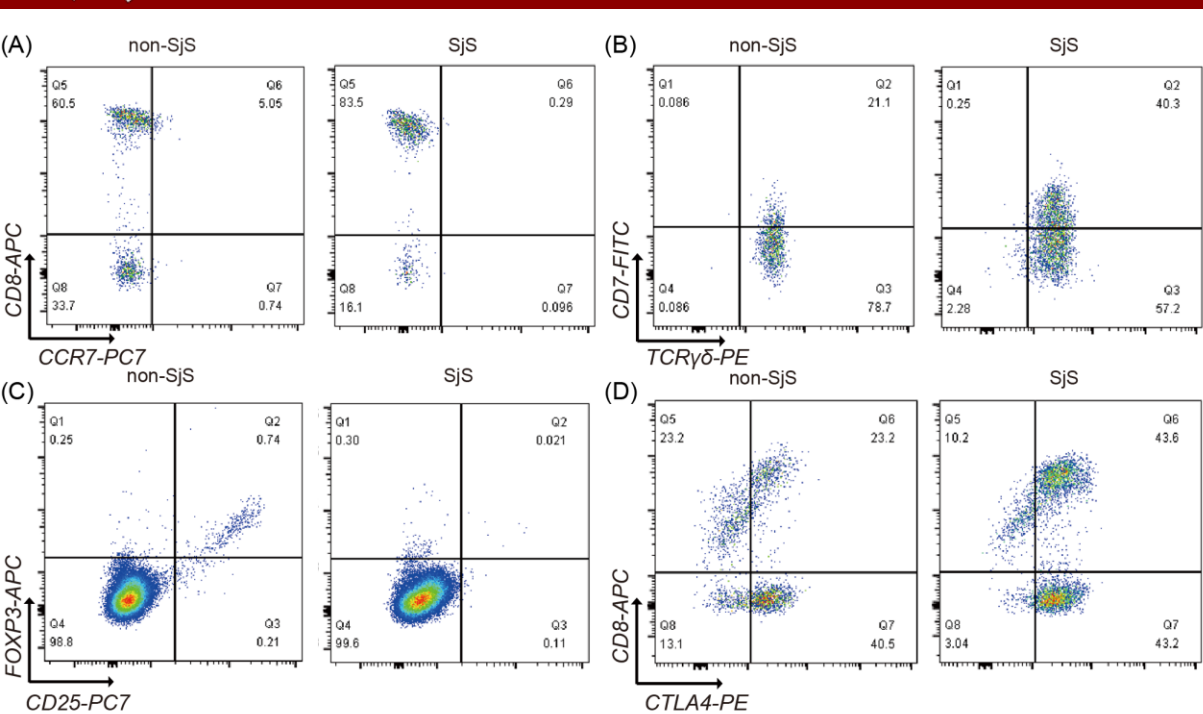 (A)
non-SjS
SjS
Q5
60.5
Q6
5.05
Q8
33.7
Q7
0.74
Q5
83.5
Q6
0.29
Q8
16.1
Q7
0.096
CD8-APC
CCR7-PC7
(B)
non-SjS
SjS
Q1
0.086
Q2
21.1
Q4
0.086
Q3
78.7
Q1
0.25
Q2
40.3
Q4
2.28
Q3
57.2
CD7-FITC
TCRγδ-PE
(C)
non-SjS
SjS
Q1
0.25
Q2
0.74
Q4
98.8
Q3
0.21
Q1
0.30
Q2
0.021
Q4
99.6
Q3
0.11
FOXP3-APC
CD25-PC7
(D)
non-SjS
SjS
Q5
23.2
Q6
23.2
Q8
13.1
Q7
40.5
Q5
10.2
Q6
43.6
Q8
3.04
Q7
43.2
CD8-APC
CTLA4-PE